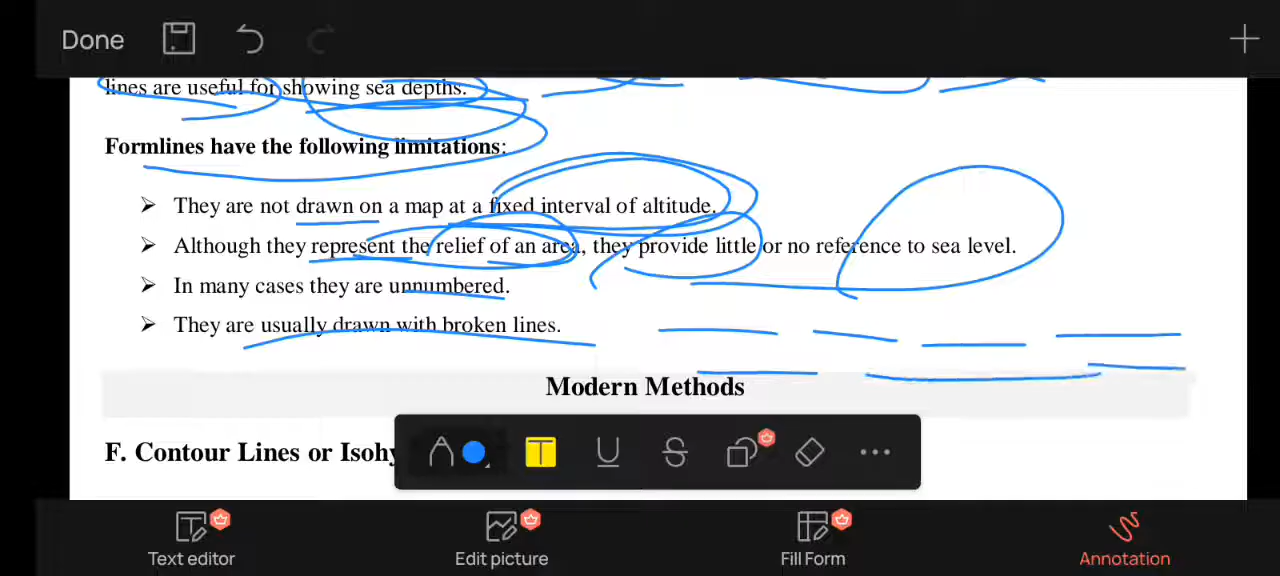 Done
lines are useful for showing sea depths.
Formlines have the following limitations:
They are not drawn on a map at a fixed interval of altitude.
Although they represent the relief of an area, they provide little or no reference to sea level.
In many cases they are unnumbered.
They are usually drawn with broken lines.
Modern Methods
F. Contour Lines or Isohy
T U S
Text editor Edit picture Fill Form Annotation